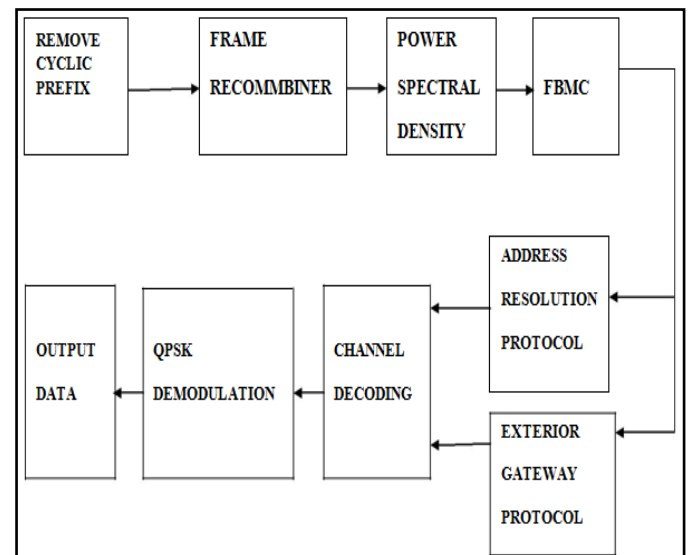 REMOVE
CYCLIC
PREFIX
FRAME
RECOMMBINER
POWER
SPECTRAL
DENSITY
FBMC
ADDRESS
RESOLUTION
PROTOCOL
OUTPUT
DATA
QPSK
DEMODULATION
CHANNEL
DECODING
EXTERIOR
GATEWAY
PROTOCOL